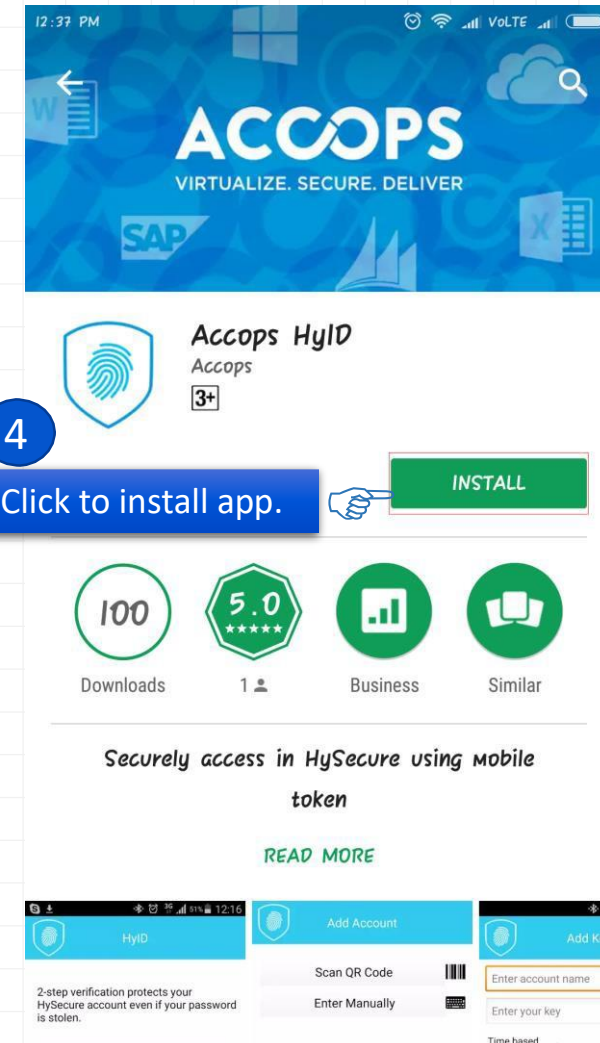 12:37 PM VoLTE
W
ACCOPS
VIRTUALIZE. SECURE. DELIVER
SAP
X
Accops HyID
Accops
3+
4
Click to install app.
INSTALL
100
5.0
Downloads
1
Business
Similar
Securely access in HySecure using mobile
token
READ MORE
3G 51% 12:16
HyID
2-step verification protects your
HySecure account even if your password
is stolen.
Add Account
Scan QR Code
Enter Manually
Add K
Enter account name
Enter your key
Time based